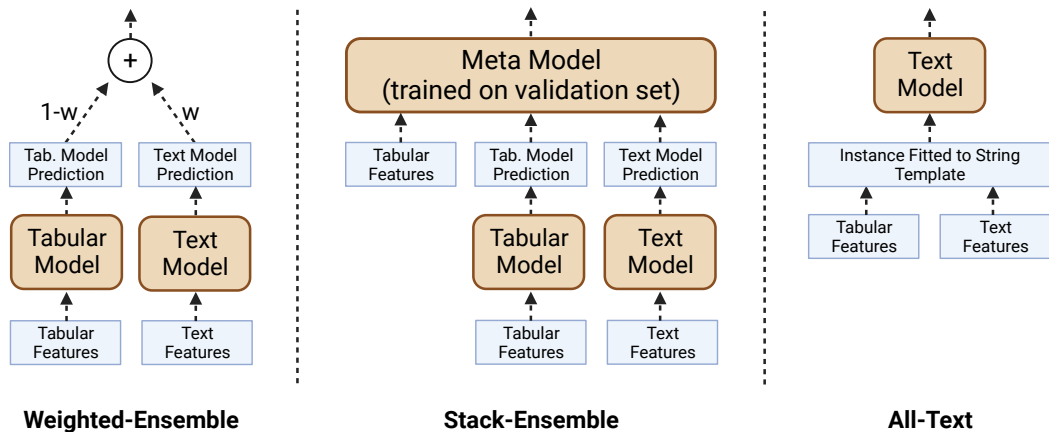 +
1-w
w
Tab. Model
Prediction
Text Model
Prediction
Tabular
Model
Text
Model
Tabular
Features
Text
Features
Weighted-Ensemble
Meta Model
(trained on validation set)
Tabular
Features
Tab. Model
Prediction
Text Model
Prediction
Tabular
Model
Text
Model
Tabular
Features
Text
Features
Stack-Ensemble
Text
Model
Instance Fitted to String
Template
Tabular
Features
Text
Features
All-Text